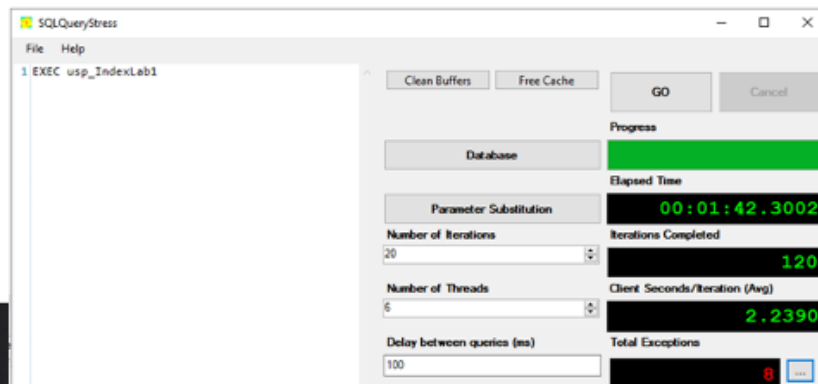 SQLQueryStress
File Help
1 EXEC usp_IndexLab1
Clean Buffers Free Cache
GO Cancel
Progress
Database
Elapsed Time
00:01:42.3002
Parameter Substitution
Number of Iterations
20
Iterations Completed
120
Number of Threads
6
Client Seconds/Iteration (Avg)
2.2390
Delay between queries (ms)
100
Total Exceptions
8 ...